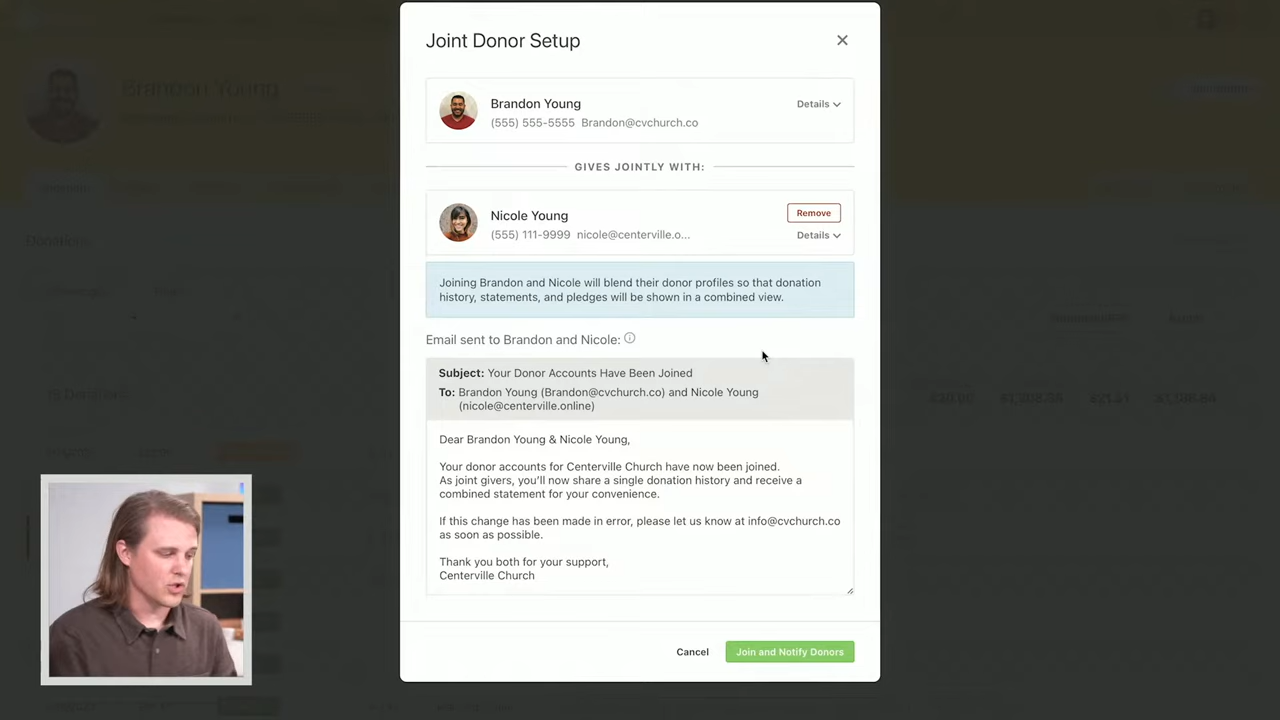 Joint Donor Setup
Brandon Young
Details
(555) 555-5555 Brandon@cvchurch.co
GIVES JOINTLY WITH:
Nicole Young
Remove
(555) 111-9999 nicole@centerville.o...
Details
Joining Brandon and Nicole will blend their donor profiles so that donation
history, statements, and pledges will be shown in a combined view.
Email sent to Brandon and Nicole:
Subject: Your Donor Accounts Have Been Joined
To: Brandon Young (Brandon@cvchurch.co) and Nicole Young
(nicole@centerville.online)
Dear Brandon Young & Nicole Young,
Your donor accounts for Centerville Church have now been joined.
As joint givers, you'll now share a single donation history and receive a
combined statement for your convenience.
If this change has been made in error, please let us know at info@cvchurch.co
as soon as possible.
Thank you both for your support,
Centerville Church
Cancel
Join and Notify Donors
Brandon Young
Donations